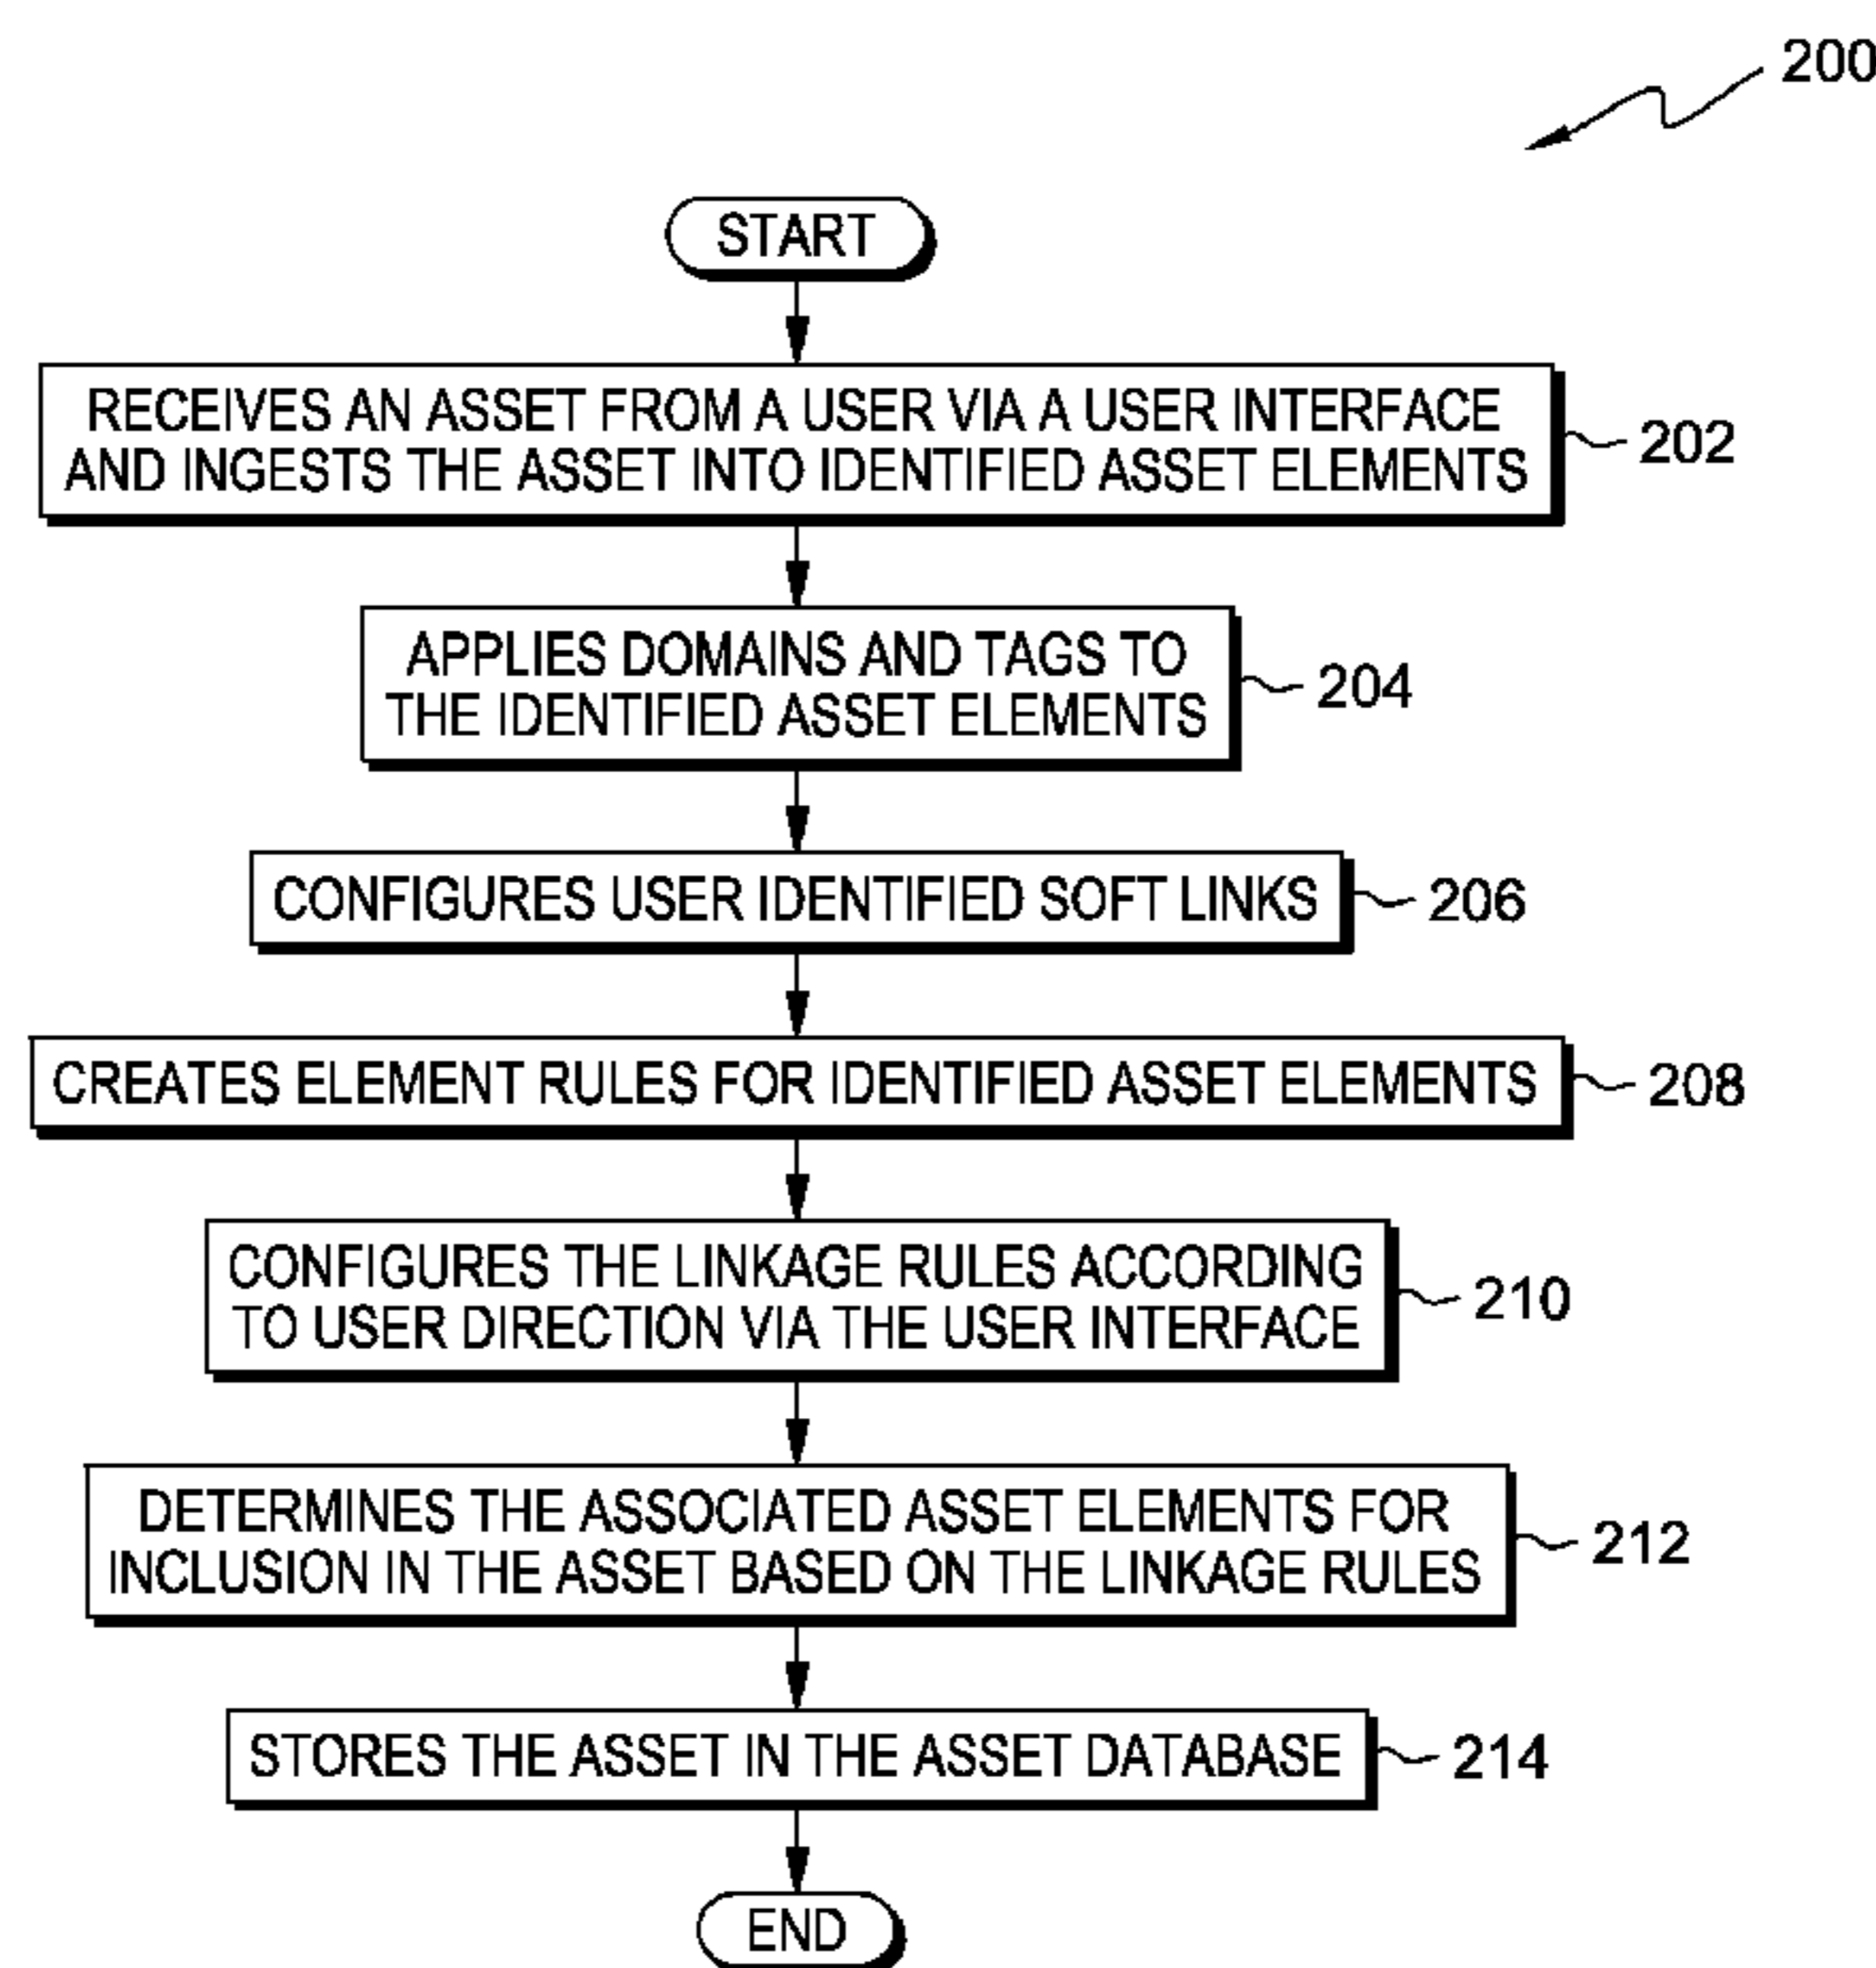 200
START
RECEIVES AN ASSET FROM A USER VIA A USER INTERFACE
AND INGESTS THE ASSET INTO IDENTIFIED ASSET ELEMENTS
202
APPLIES DOMAINS AND TAGS TO
THE IDENTIFIED ASSET ELEMENTS
204
CONFIGURES USER IDENTIFIED SOFT LINKS
206
CREATES ELEMENT RULES FOR IDENTIFIED ASSET ELEMENTS
208
CONFIGURES THE LINKAGE RULES ACCORDING
TO USER DIRECTION VIA THE USER INTERFACE
210
DETERMINES THE ASSOCIATED ASSET ELEMENTS FOR
INCLUSION IN THE ASSET BASED ON THE LINKAGE RULES
212
STORES THE ASSET IN THE ASSET DATABASE
214
END